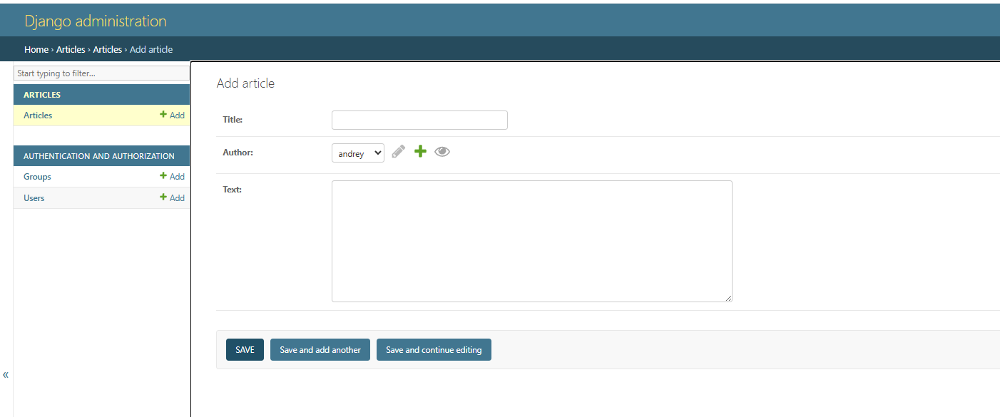 Django administration
Home › Articles › Articles › Add article
Start typing to filter...
ARTICLES
Articles + Add
AUTHENTICATION AND AUTHORIZATION
Groups + Add
Users + Add
«
Add article
Title:
Author: andrey
Text:
SAVE Save and add another Save and continue editing